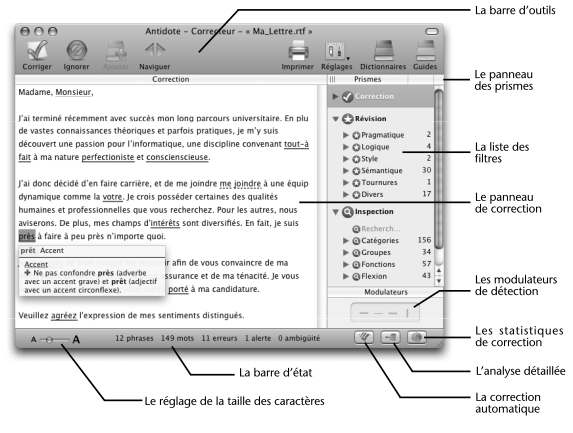 La barre d'outils
Antidote – Correcteur – « Ma_Lettre.rtf »
Corriger Ignorer Ajouter Naviguer Imprimer Réglages Dictionnaires Guides
Correction Prismes
Le panneau
des prismes
Madame, Monsieur,
Correction
J'ai terminé récemment avec succès mon long parcours universitaire. En plu
de vastes connaissances théoriques et parfois pratiques, je m'y suis
découvert une passion pour l'informatique, une discipline convenant tout-à
fait à ma nature perfectioniste et consciencieuse.
Révision
Pragmatique 2
Logique 4
Style 2
Sémantique 30
Tournures 1
Divers 17
La liste des
filtres
J'ai donc décidé d'en faire carrière, et de me joindre me joindre à une équip
dynamique comme la votre. Je crois posséder certaines des qualités
humaines et professionnelles que vous recherchez. Pour les autres, nous
aviserons. De plus, mes champs d'intérêts sont diversifiés. En fait, je suis
près à faire à peu près n'importe quoi.
Le panneau
de correction
Inspection
Recherch...
Catégories 156
Groupes 34
Fonctions 57
Flexion 43
prêt Accent
Accent
Ne pas confondre près (adverbe
avec un accent grave) et prêt (adjectif
avec un accent circonflexe).
ir afin de vous convaincre de ma
ssurance et de ma ténacité. Je vous
porté à ma candidature.
Modulateurs
Les modulateurs
de détection
Veuillez agréez l'expression de mes sentiments distingués.
A A 12 phrases 149 mots 11 erreurs 1 alerte 0 ambiguïté
Les statistiques
de correction
La barre d'état
L'analyse détaillée
Le réglage de la taille des caractères
La correction
automatique